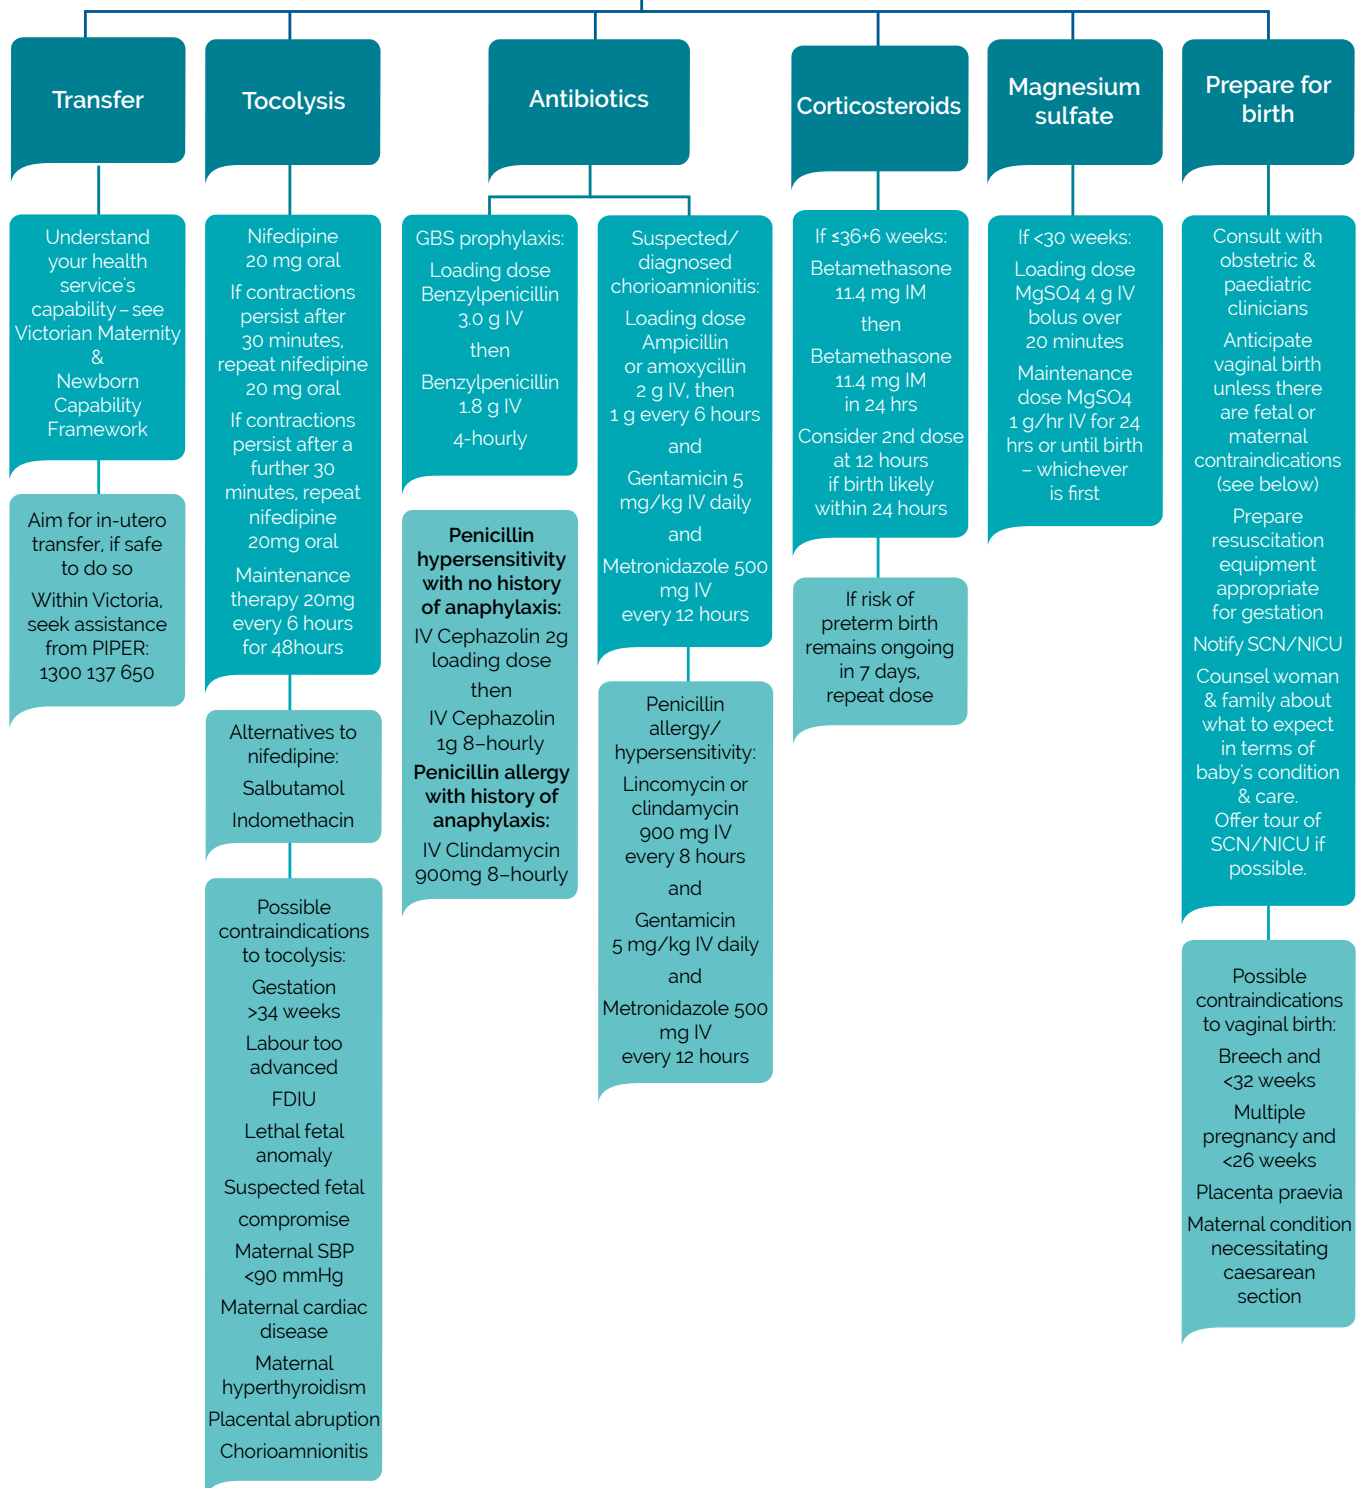 Transfer
Understand
your health
service's
capability – see
Victorian Maternity
&
Newborn
Capability
Framework
Aim for in-utero
transfer, if safe
to do so
Within Victoria,
seek assistance
from PIPER:
1300 137 650
Tocolysis
Nifedipine
20 mg oral
If contractions
persist after
30 minutes,
repeat nifedipine
20 mg oral
If contractions
persist after a
further 30
minutes, repeat
nifedipine
20mg oral
Maintenance
therapy 20mg
every 6 hours
for 48hours
Alternatives to
nifedipine:
Salbutamol
Indomethacin
Possible
contraindications
to tocolysis:
Gestation
>34 weeks
Labour too
advanced
FDIU
Lethal fetal
anomaly
Suspected fetal
compromise
Maternal SBP
<90 mmHg
Maternal cardiac
disease
Maternal
hyperthyroidism
Placental abruption
Chorioamnionitis
Antibiotics
GBS prophylaxis:
Loading dose
Benzylpenicillin
3.0 g IV
then
Benzylpenicillin
1.8 g IV
4-hourly
Penicillin
hypersensitivity
with no history
of anaphylaxis:
IV Cephazolin 2g
loading dose
then
IV Cephazolin
1g 8–hourly
Penicillin allergy
with history of
anaphylaxis:
IV Clindamycin
900mg 8–hourly
Suspected/
diagnosed
chorioamnionitis:
Loading dose
Ampicillin
or amoxycillin
2 g IV, then
1 g every 6 hours
and
Gentamicin 5
mg/kg IV daily
and
Metronidazole 500
mg IV
every 12 hours
Penicillin
allergy/
hypersensitivity:
Lincomycin or
clindamycin
900 mg IV
every 8 hours
and
Gentamicin
5 mg/kg IV daily
and
Metronidazole 500
mg IV
every 12 hours
Corticosteroids
If ≤36+6 weeks:
Betamethasone
11.4 mg IM
then
Betamethasone
11.4 mg IM
in 24 hrs
Consider 2nd dose
at 12 hours
if birth likely
within 24 hours
If risk of
preterm birth
remains ongoing
in 7 days,
repeat dose
Magnesium
sulfate
If <30 weeks:
Loading dose
MgSO4 4 g IV
bolus over
20 minutes
Maintenance
dose MgSO4
1 g/hr IV for 24
hrs or until birth
– whichever
is first
Prepare for
birth
Consult with
obstetric &
paediatric
clinicians
Anticipate
vaginal birth
unless there
are fetal or
maternal
contraindications
(see below)
Prepare
resuscitation
equipment
appropriate
for gestation
Notify SCN/NICU
Counsel woman
& family about
what to expect
in terms of
baby's condition
& care.
Offer tour of
SCN/NICU if
possible.
Possible
contraindications
to vaginal birth:
Breech and
<32 weeks
Multiple
pregnancy and
<26 weeks
Placenta praevia
Maternal condition
necessitating
caesarean
section